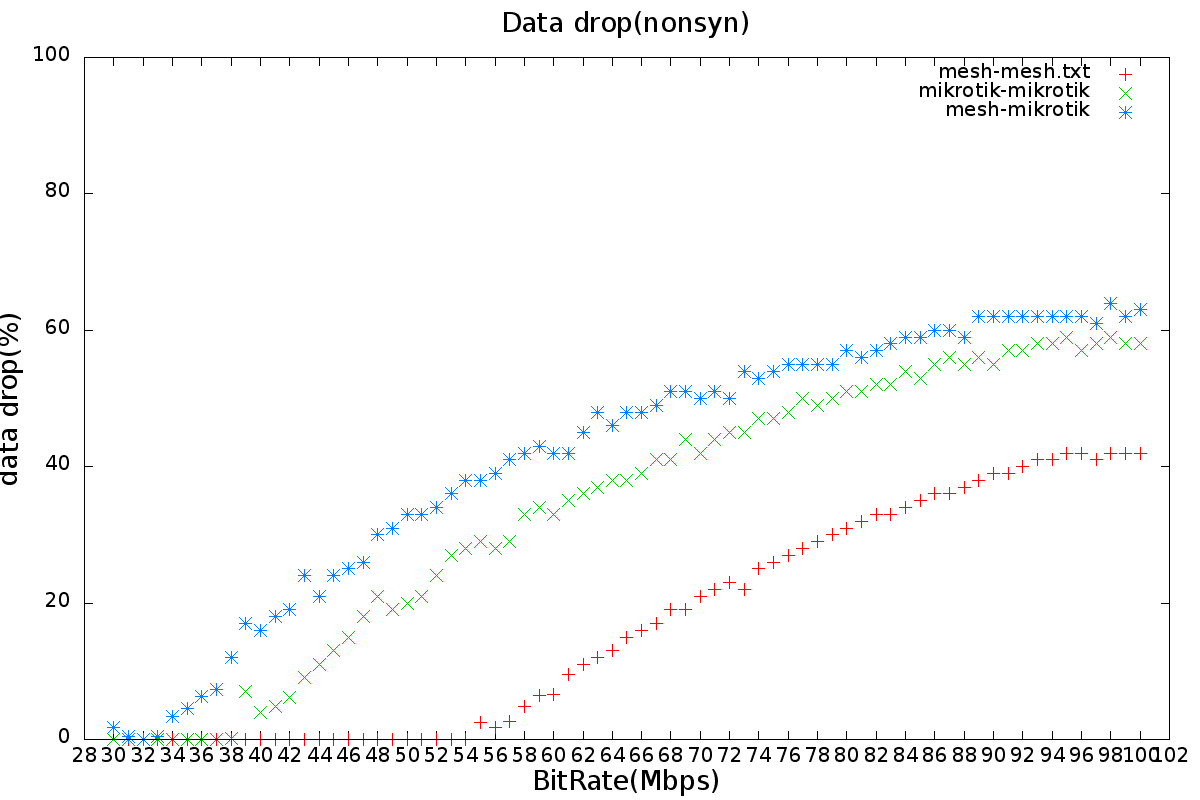 Data drop(nonsyn)
100
mesh-mesh.txt
mikrotik-mikrotik
mesh-mikrotik
80
60
data drop(%)
40
20
0
28 30 32 34 36 38 40 42 44 46 48 50 52 54 56 58 60 62 64 66 68 70 72 74 76 78 80 82 84 86 88 90 92 94 96 98 100 102
BitRate(Mbps)